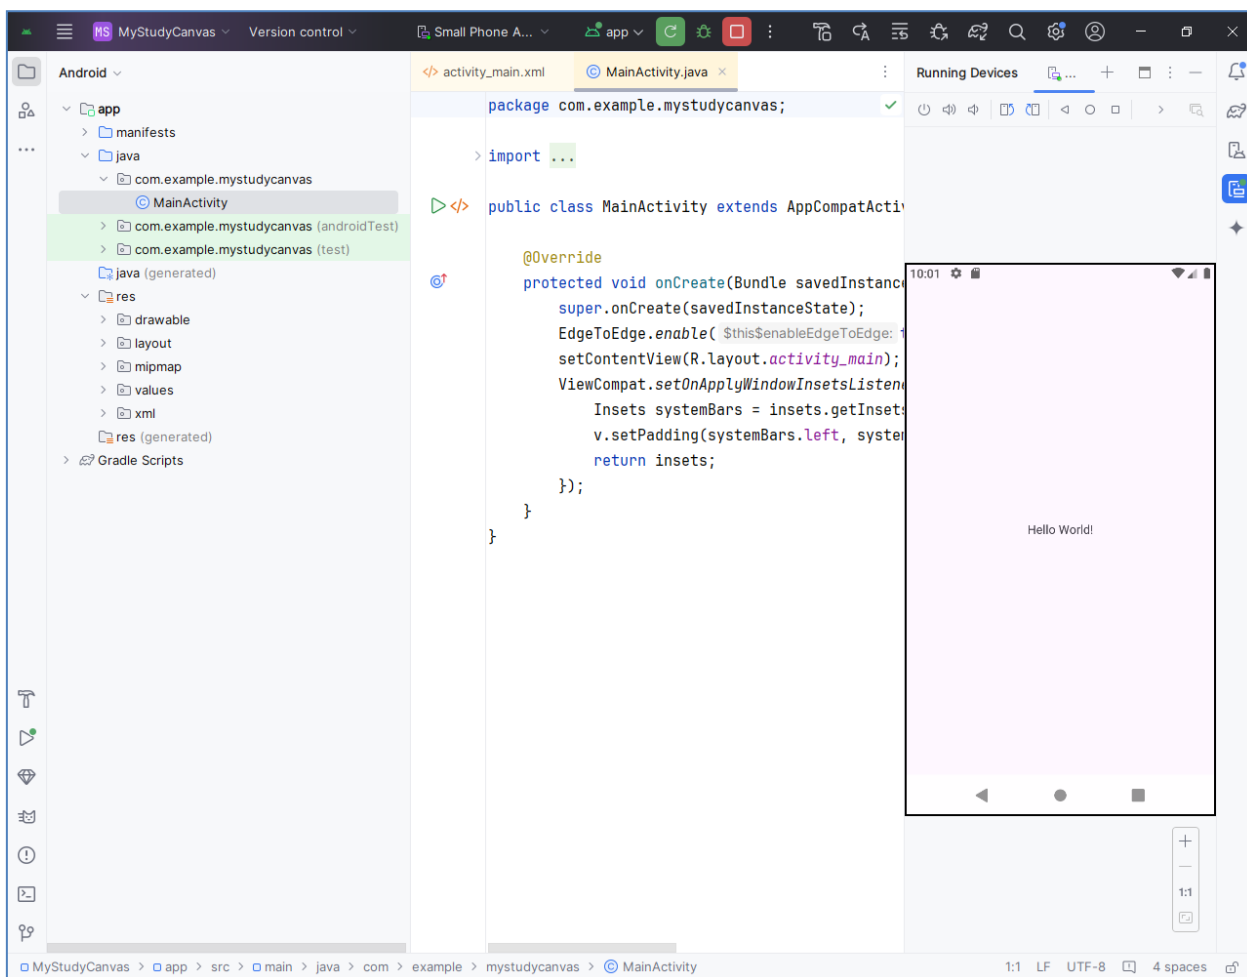 MS MyStudyCanvas Version control Small Phone A... app
Android
activity_main.xml MainActivity.java
Running Devices ...
app
manifests
java
com.example.mystudycanvas
MainActivity
com.example.mystudycanvas (androidTest)
com.example.mystudycanvas (test)
java (generated)
res
drawable
layout
mipmap
values
xml
res (generated)
Gradle Scripts
package com.example.mystudycanvas;
import ...
public class MainActivity extends AppCompatActiv
@Override
protected void onCreate(Bundle savedInstance
super.onCreate(savedInstanceState);
EdgeToEdge.enable( $this$enableEdgeToEdge: t
setContentView(R.layout.activity_main);
ViewCompat.setOnApplyWindowInsetsListene
Insets systemBars = insets.getInsets
v.setPadding(systemBars.left, system
return insets;
});
}
}
10:01
Hello World!
1:1
MyStudyCanvas > app > src > main > java > com > example > mystudycanvas > MainActivity 1:1 LF UTF-8 4 spaces